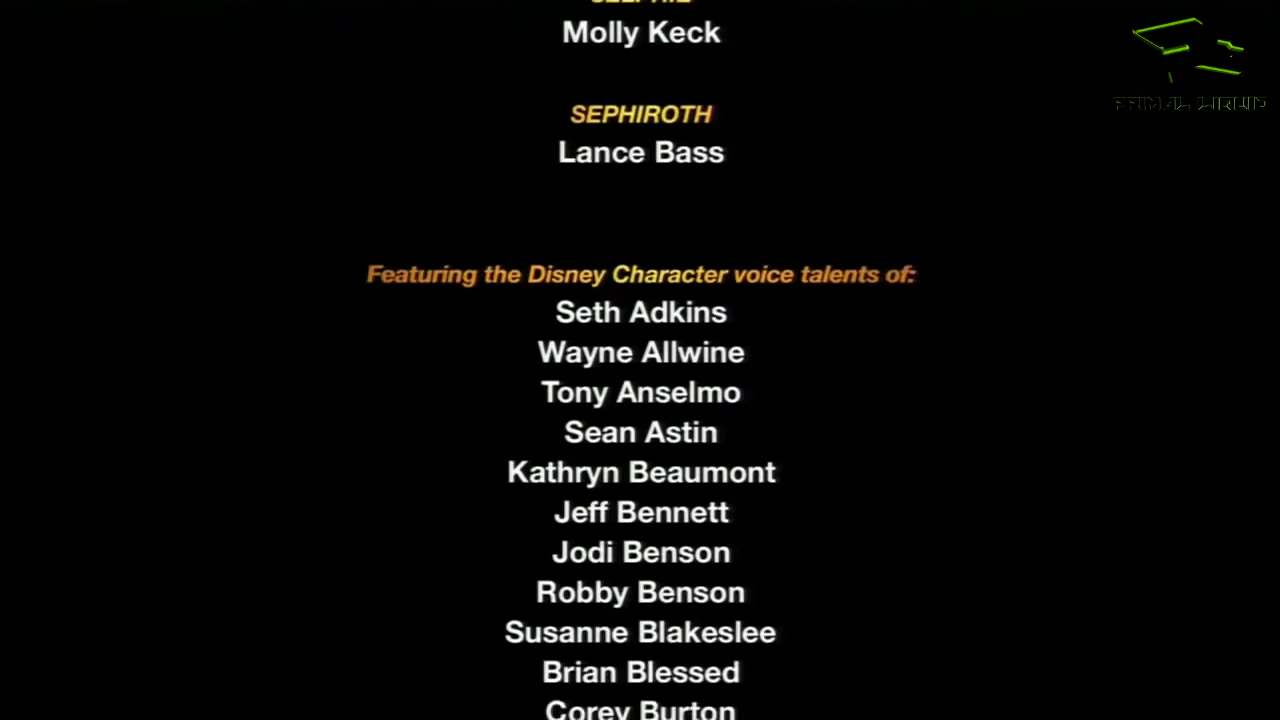 Molly Keck
SEPHIROTH
Lance Bass
Featuring the Disney Character voice talents of:
Seth Adkins
Wayne Allwine
Tony Anselmo
Sean Astin
Kathryn Beaumont
Jeff Bennett
Jodi Benson
Robby Benson
Susanne Blakeslee
Brian Blessed
Corey Burton